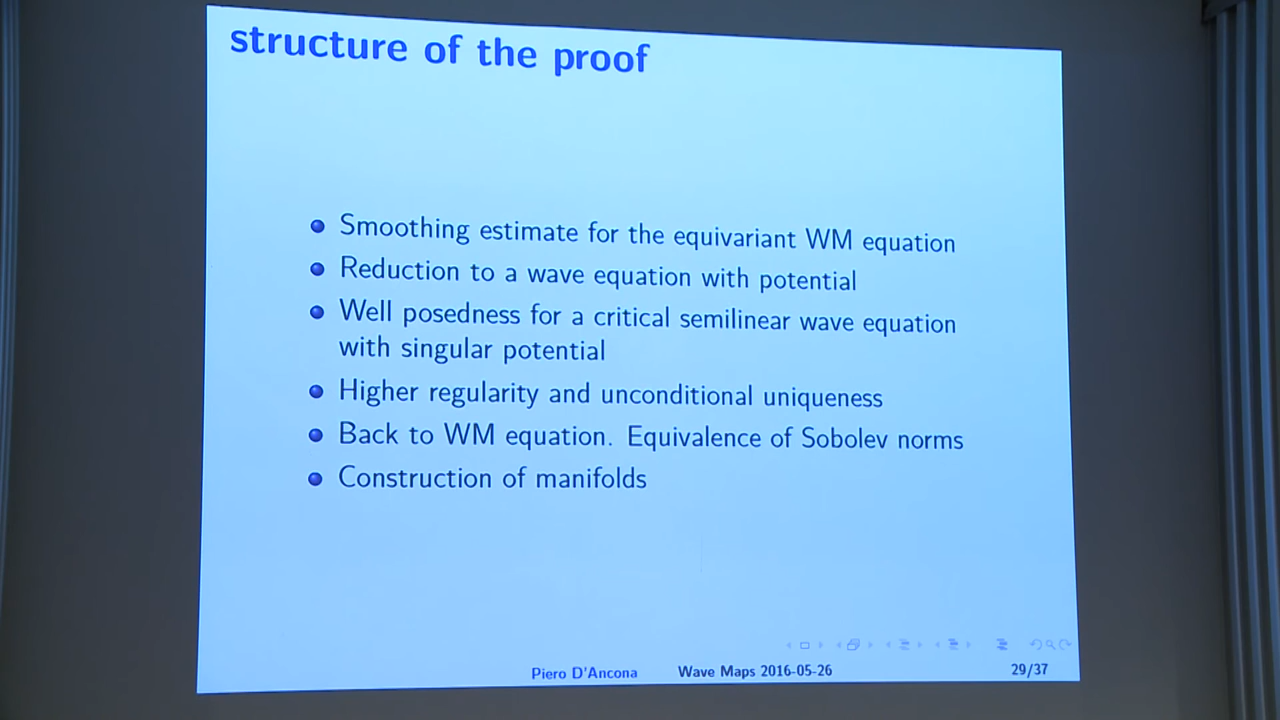 structure of the proof
Smoothing estimate for the equivariant WM equation
Reduction to a wave equation with potential
Well posedness for a critical semilinear wave equation
with singular potential
Higher regularity and unconditional uniqueness
Back to WM equation. Equivalence of Sobolev norms
Construction of manifolds
Piero D'Ancona Wave Maps 2016-05-26 29/37